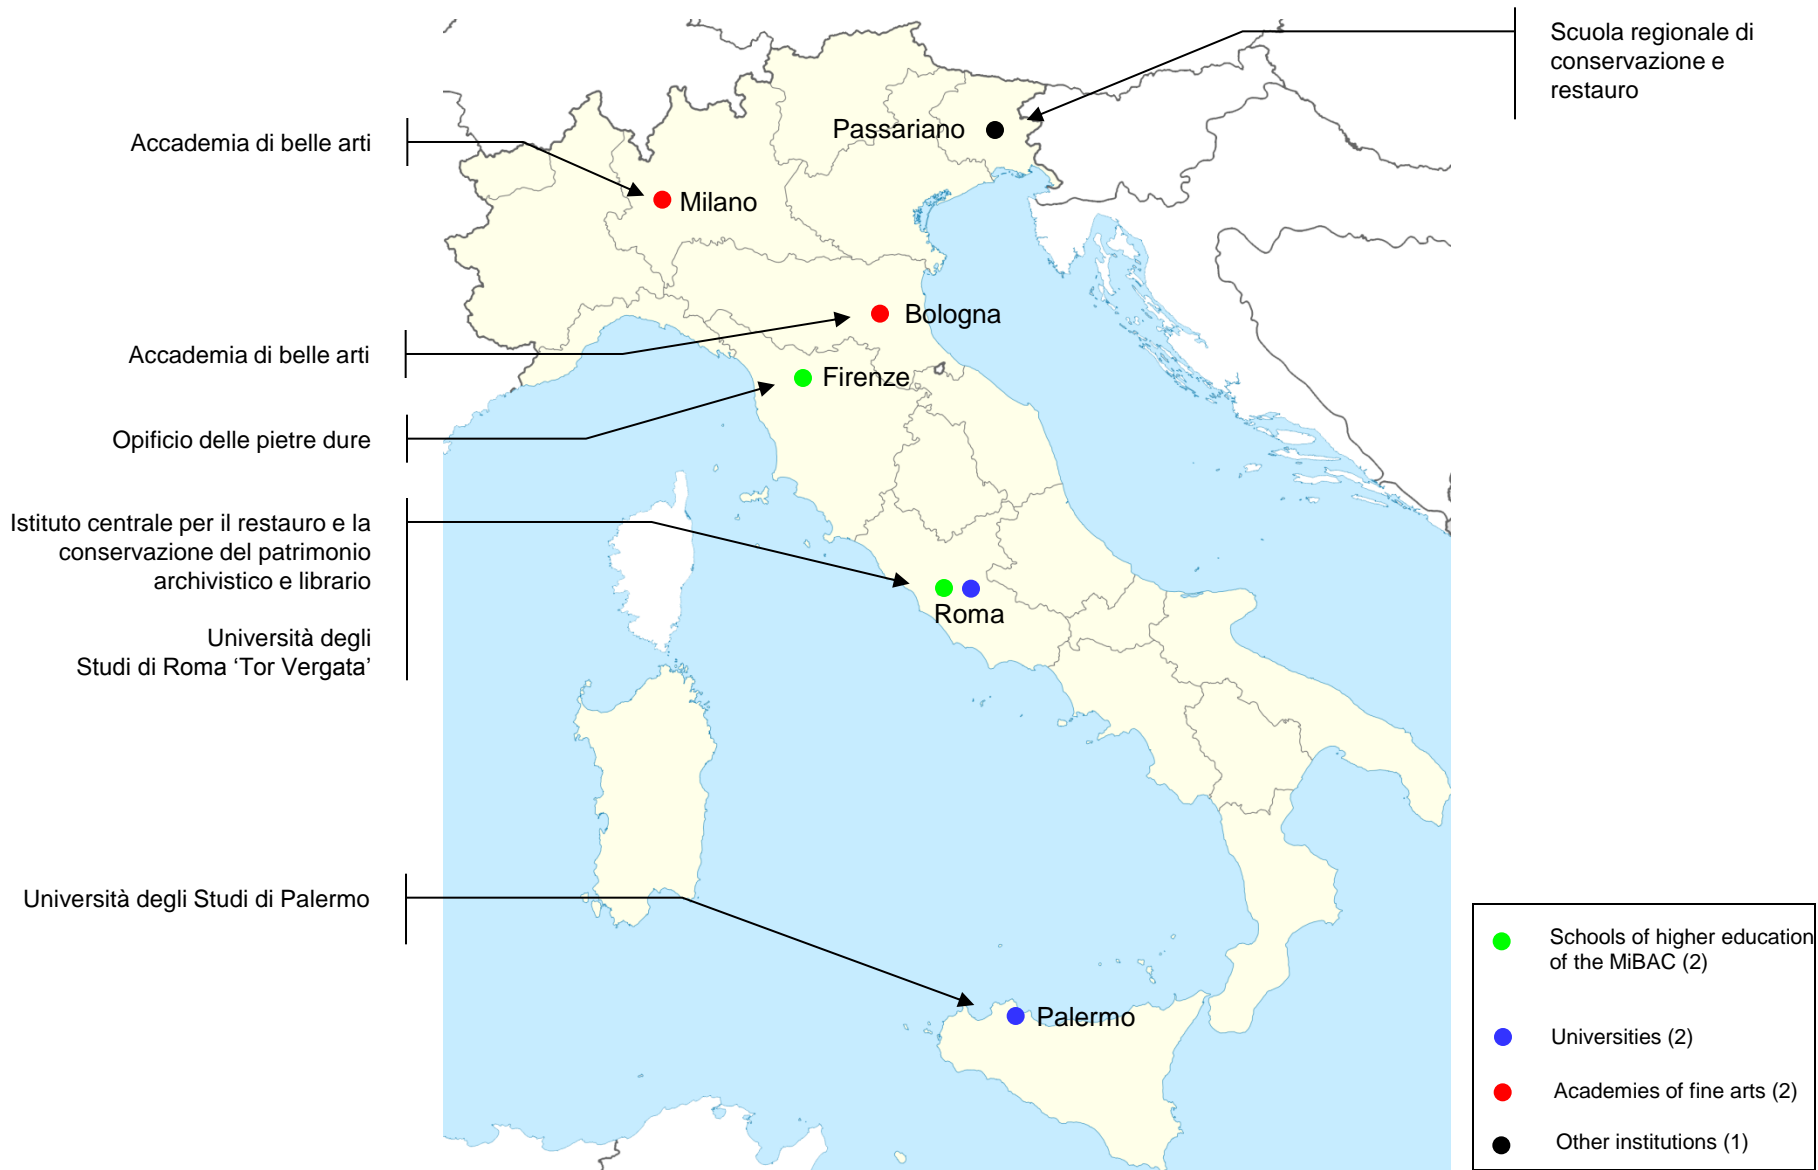 Scuola regionale di
conservazione e
restauro
Passariano
Accademia di belle arti
Milano
Bologna
Accademia di belle arti
Firenze
Opificio delle pietre dure
Istituto centrale per il restauro e la
conservazione del patrimonio
archivistico e librario
Roma
Università degli
Studi di Roma ‘Tor Vergata’
Università degli Studi di Palermo
Palermo
Schools of higher education
of the MiBAC (2)
Universities (2)
Academies of fine arts (2)
Other institutions (1)